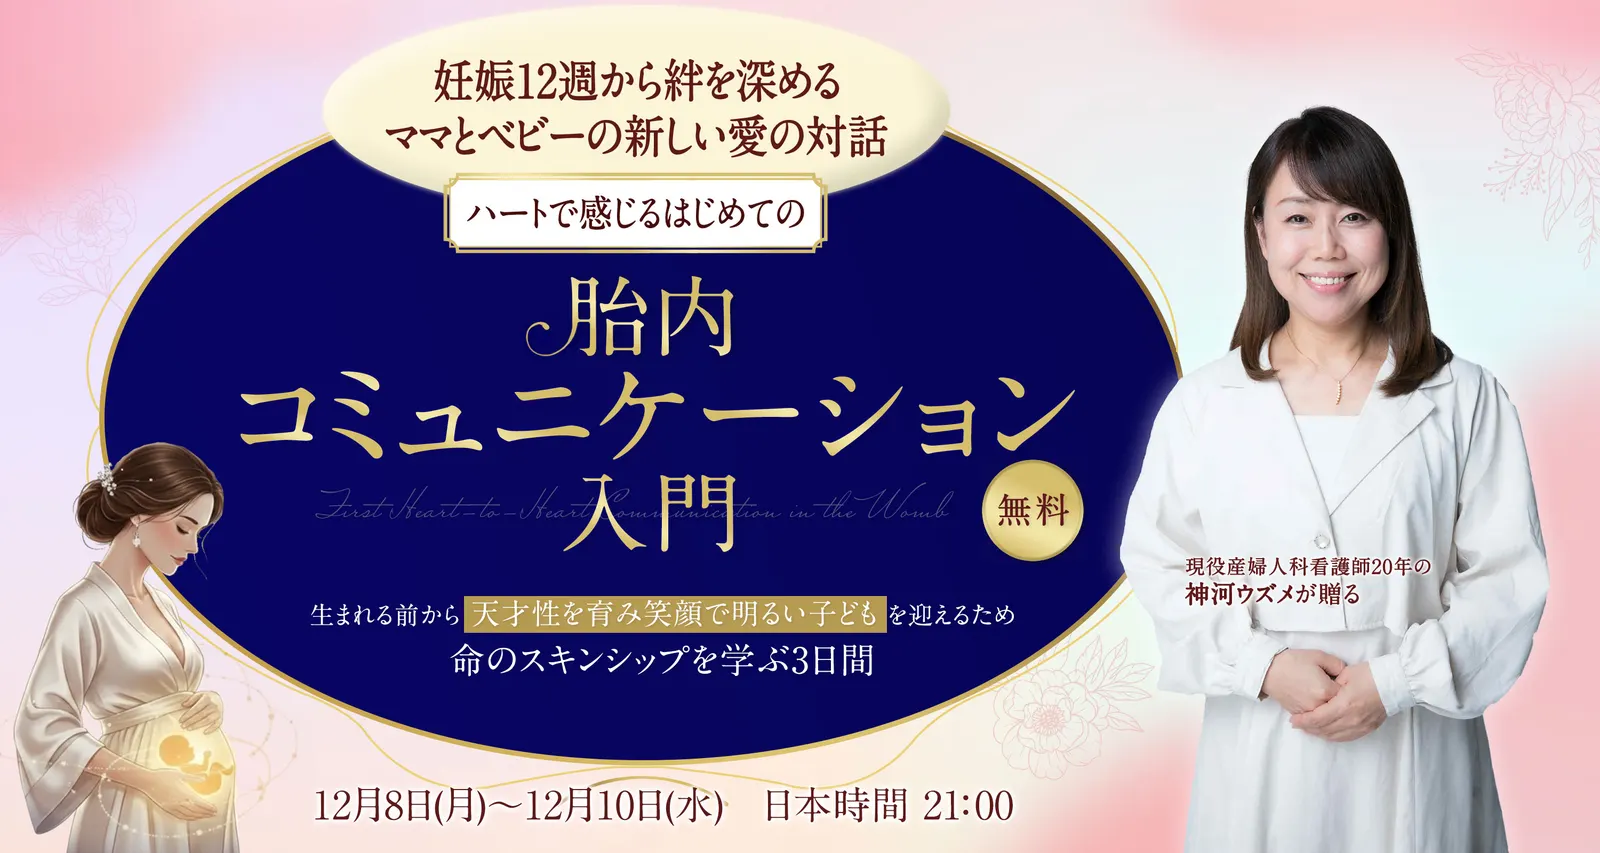 妊娠12週から絆を深める
ママとベビーの新しい愛の対話
ハートで感じるはじめての
胎内
コミュニケーション
入門
First Heart-to-Heart Communication in the Womb
無料
生まれる前から 天才性を育み笑顔で明るい子ども を迎えるため
命のスキンシップを学ぶ3日間
現役産婦人科看護師20年の
神河ウズメが贈る
12月8日(月)〜12月10日(水) 日本時間 21:00